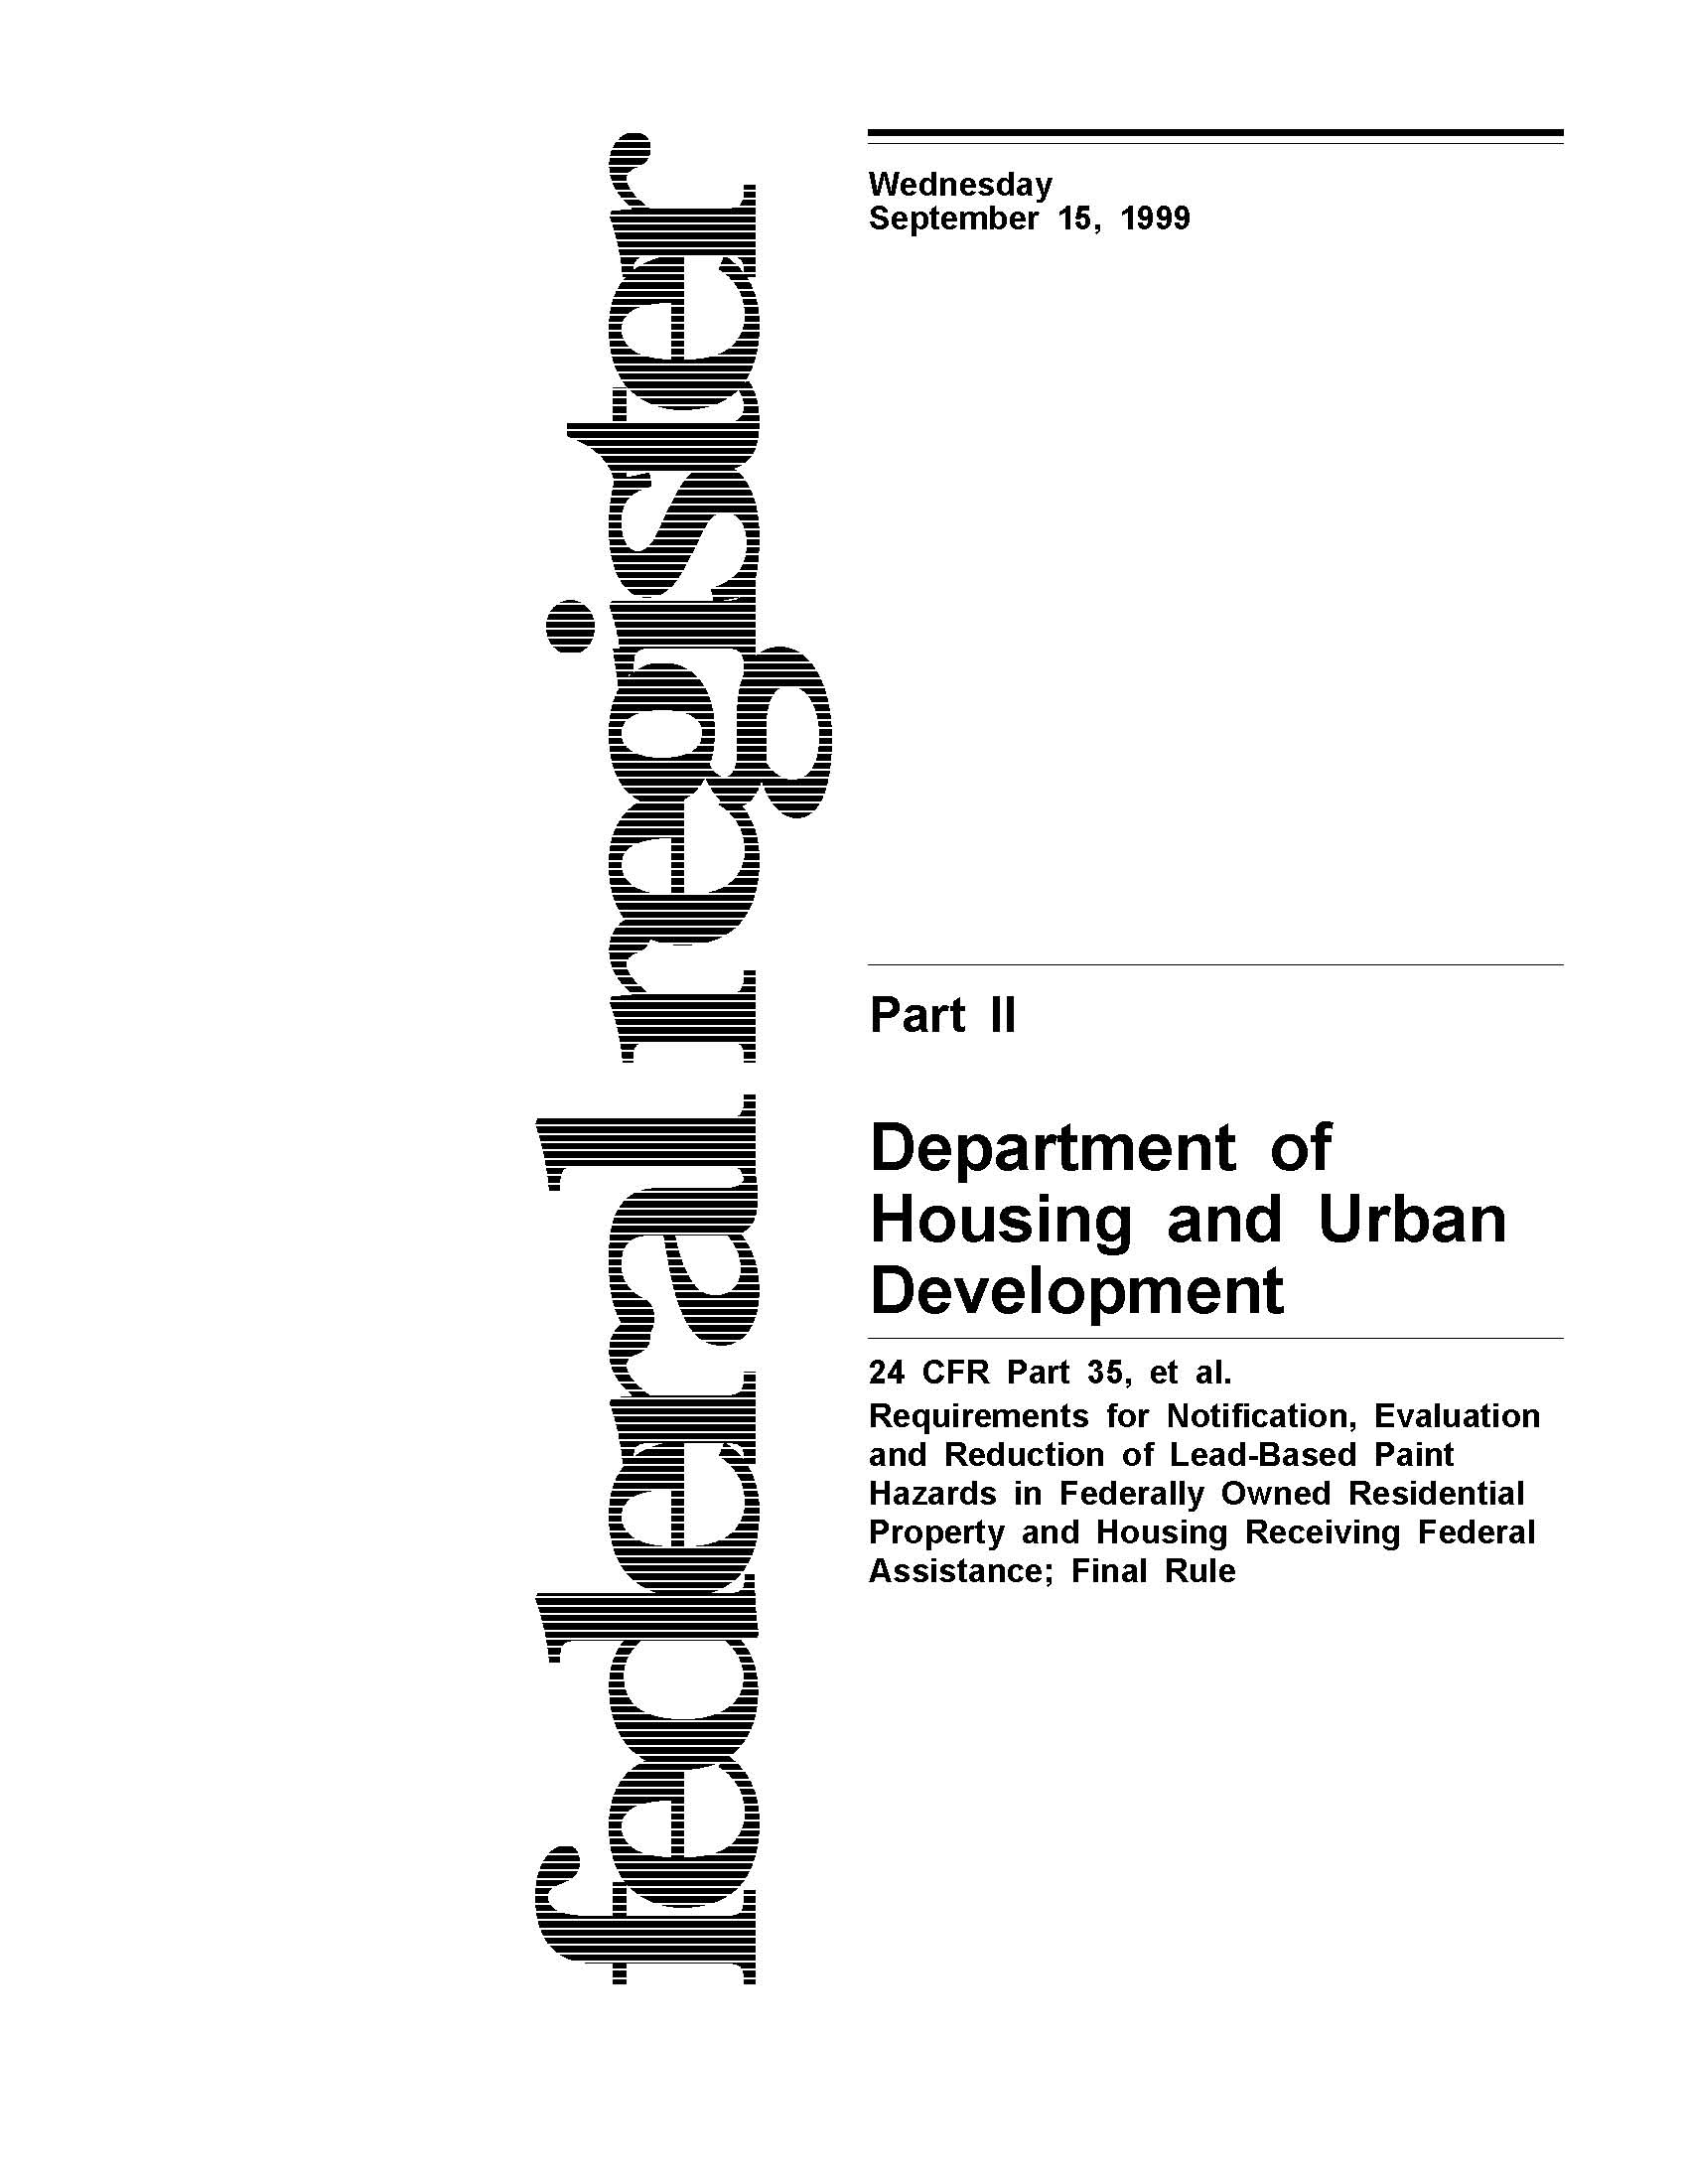 federal register
Wednesday
September 15, 1999
Part II
Department of
Housing and Urban
Development
24 CFR Part 35, et al.
Requirements for Notification, Evaluation
and Reduction of Lead-Based Paint
Hazards in Federally Owned Residential
Property and Housing Receiving Federal
Assistance; Final Rule